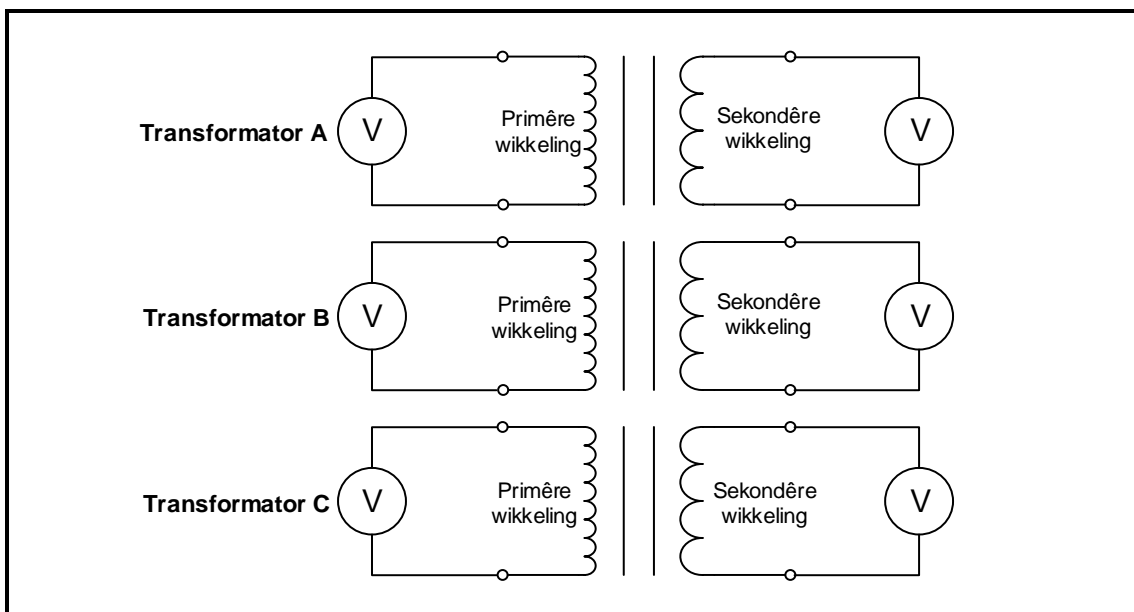 Transformator A
V
Primêre
wikkeling
Sekondêre
wikkeling
V
Transformator B
V
Primêre
wikkeling
Sekondêre
wikkeling
V
Transformator C
V
Primêre
wikkeling
Sekondêre
wikkeling
V